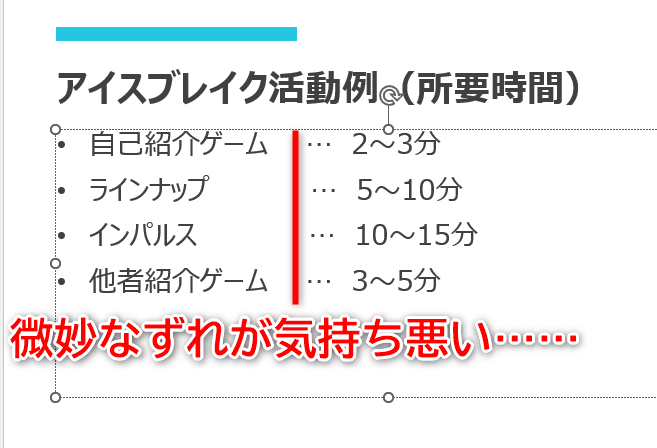 アイスブレイク活動例（所要時間）
• 自己紹介ゲーム　… 2～3分
• ラインナップ　… 5～10分
• インパルス　… 10～15分
• 他者紹介ゲーム　… 3～5分
微妙なずれが気持ち悪い……